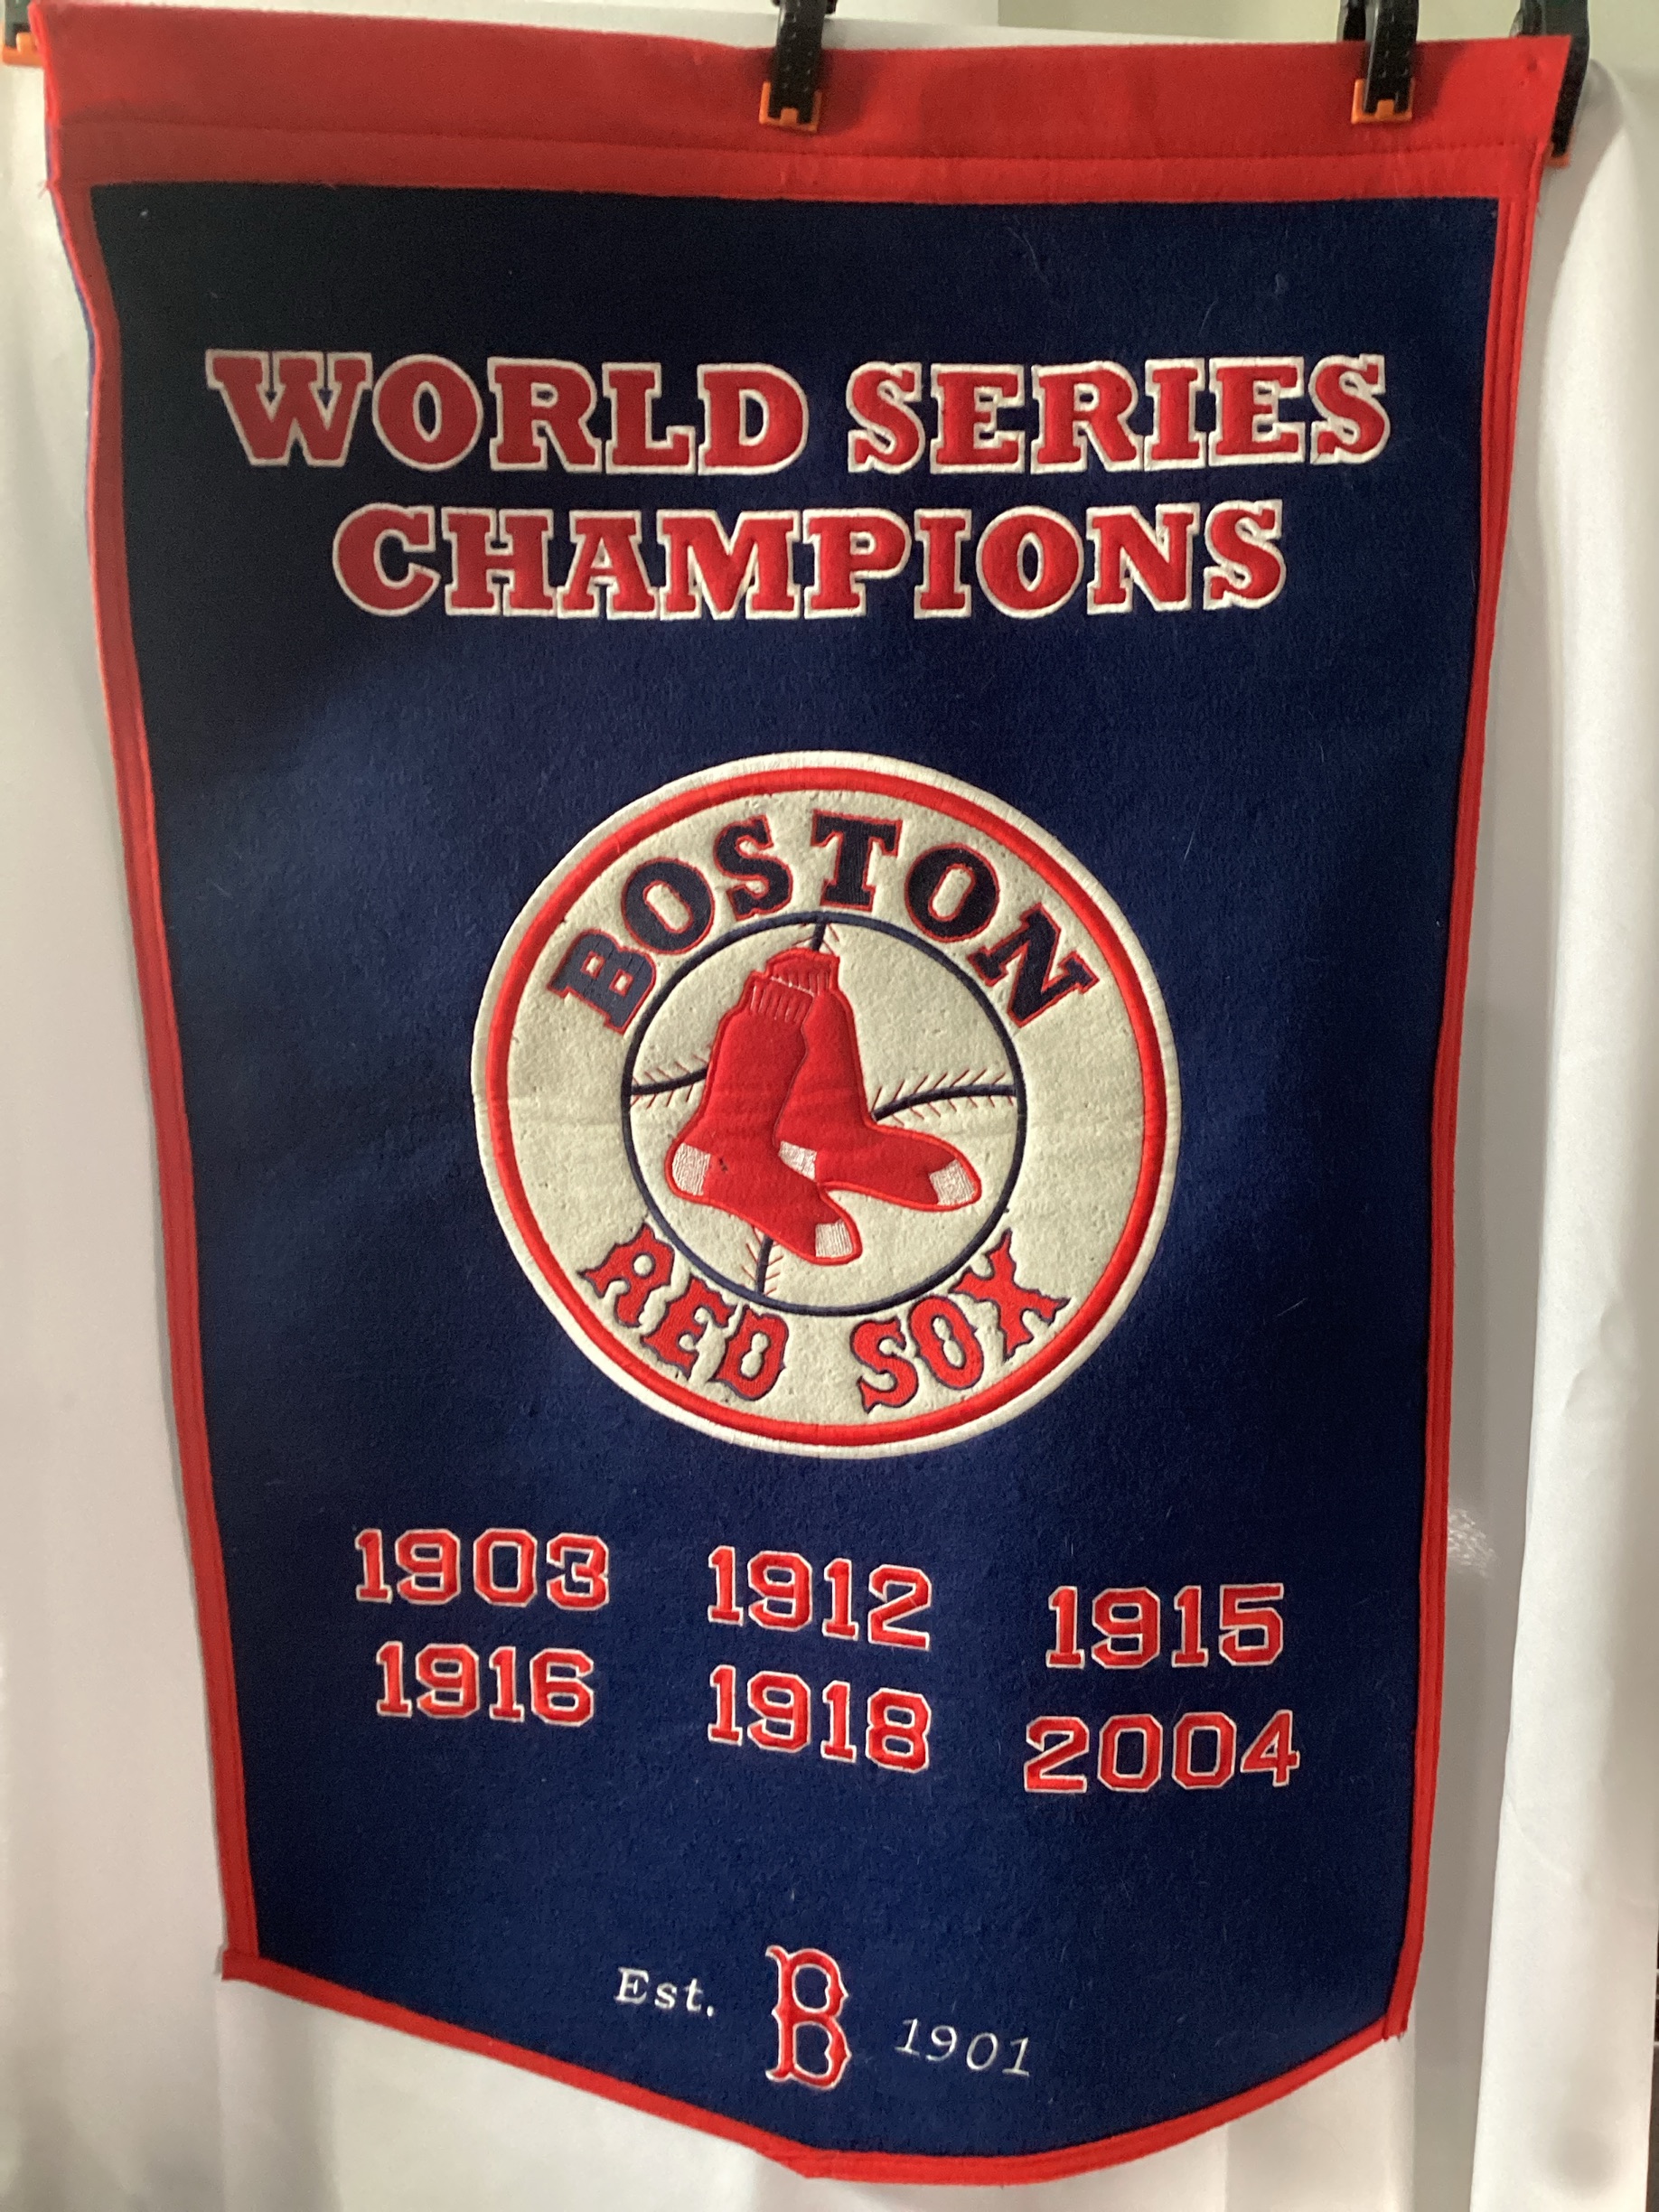 WORLD SERIES
CHAMPIONS
BOSTON
RED SOX
1903 1912 1915
1916 1918 2004
Est. B 1901